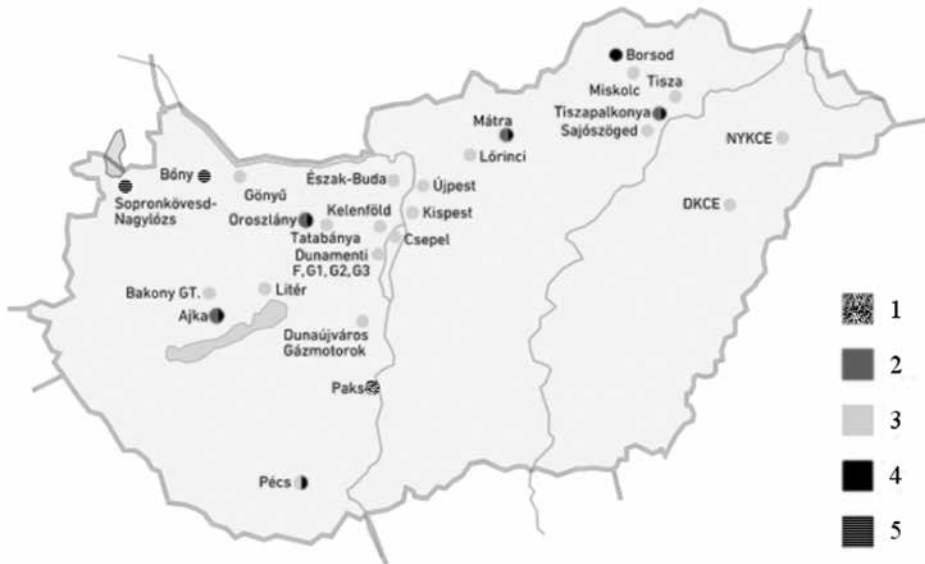 Borsod
Miskolc
Tisza
Tiszapalkonya
Sajószöged
Mátra
Lőrinci
NYKCE
DKCE
Bőny
Sopronkövesd-
Nagylózs
Gönyű
Észak-Buda
Újpest
Kispest
Kelenföld
Oroszlány
Tatabánya
Csepel
Dunamenti
F, G1, G2, G3
Bakony GT.
Litér
Ajka
Dunaújváros
Gázmotorok
Paks
Pécs
1
2
3
4
5